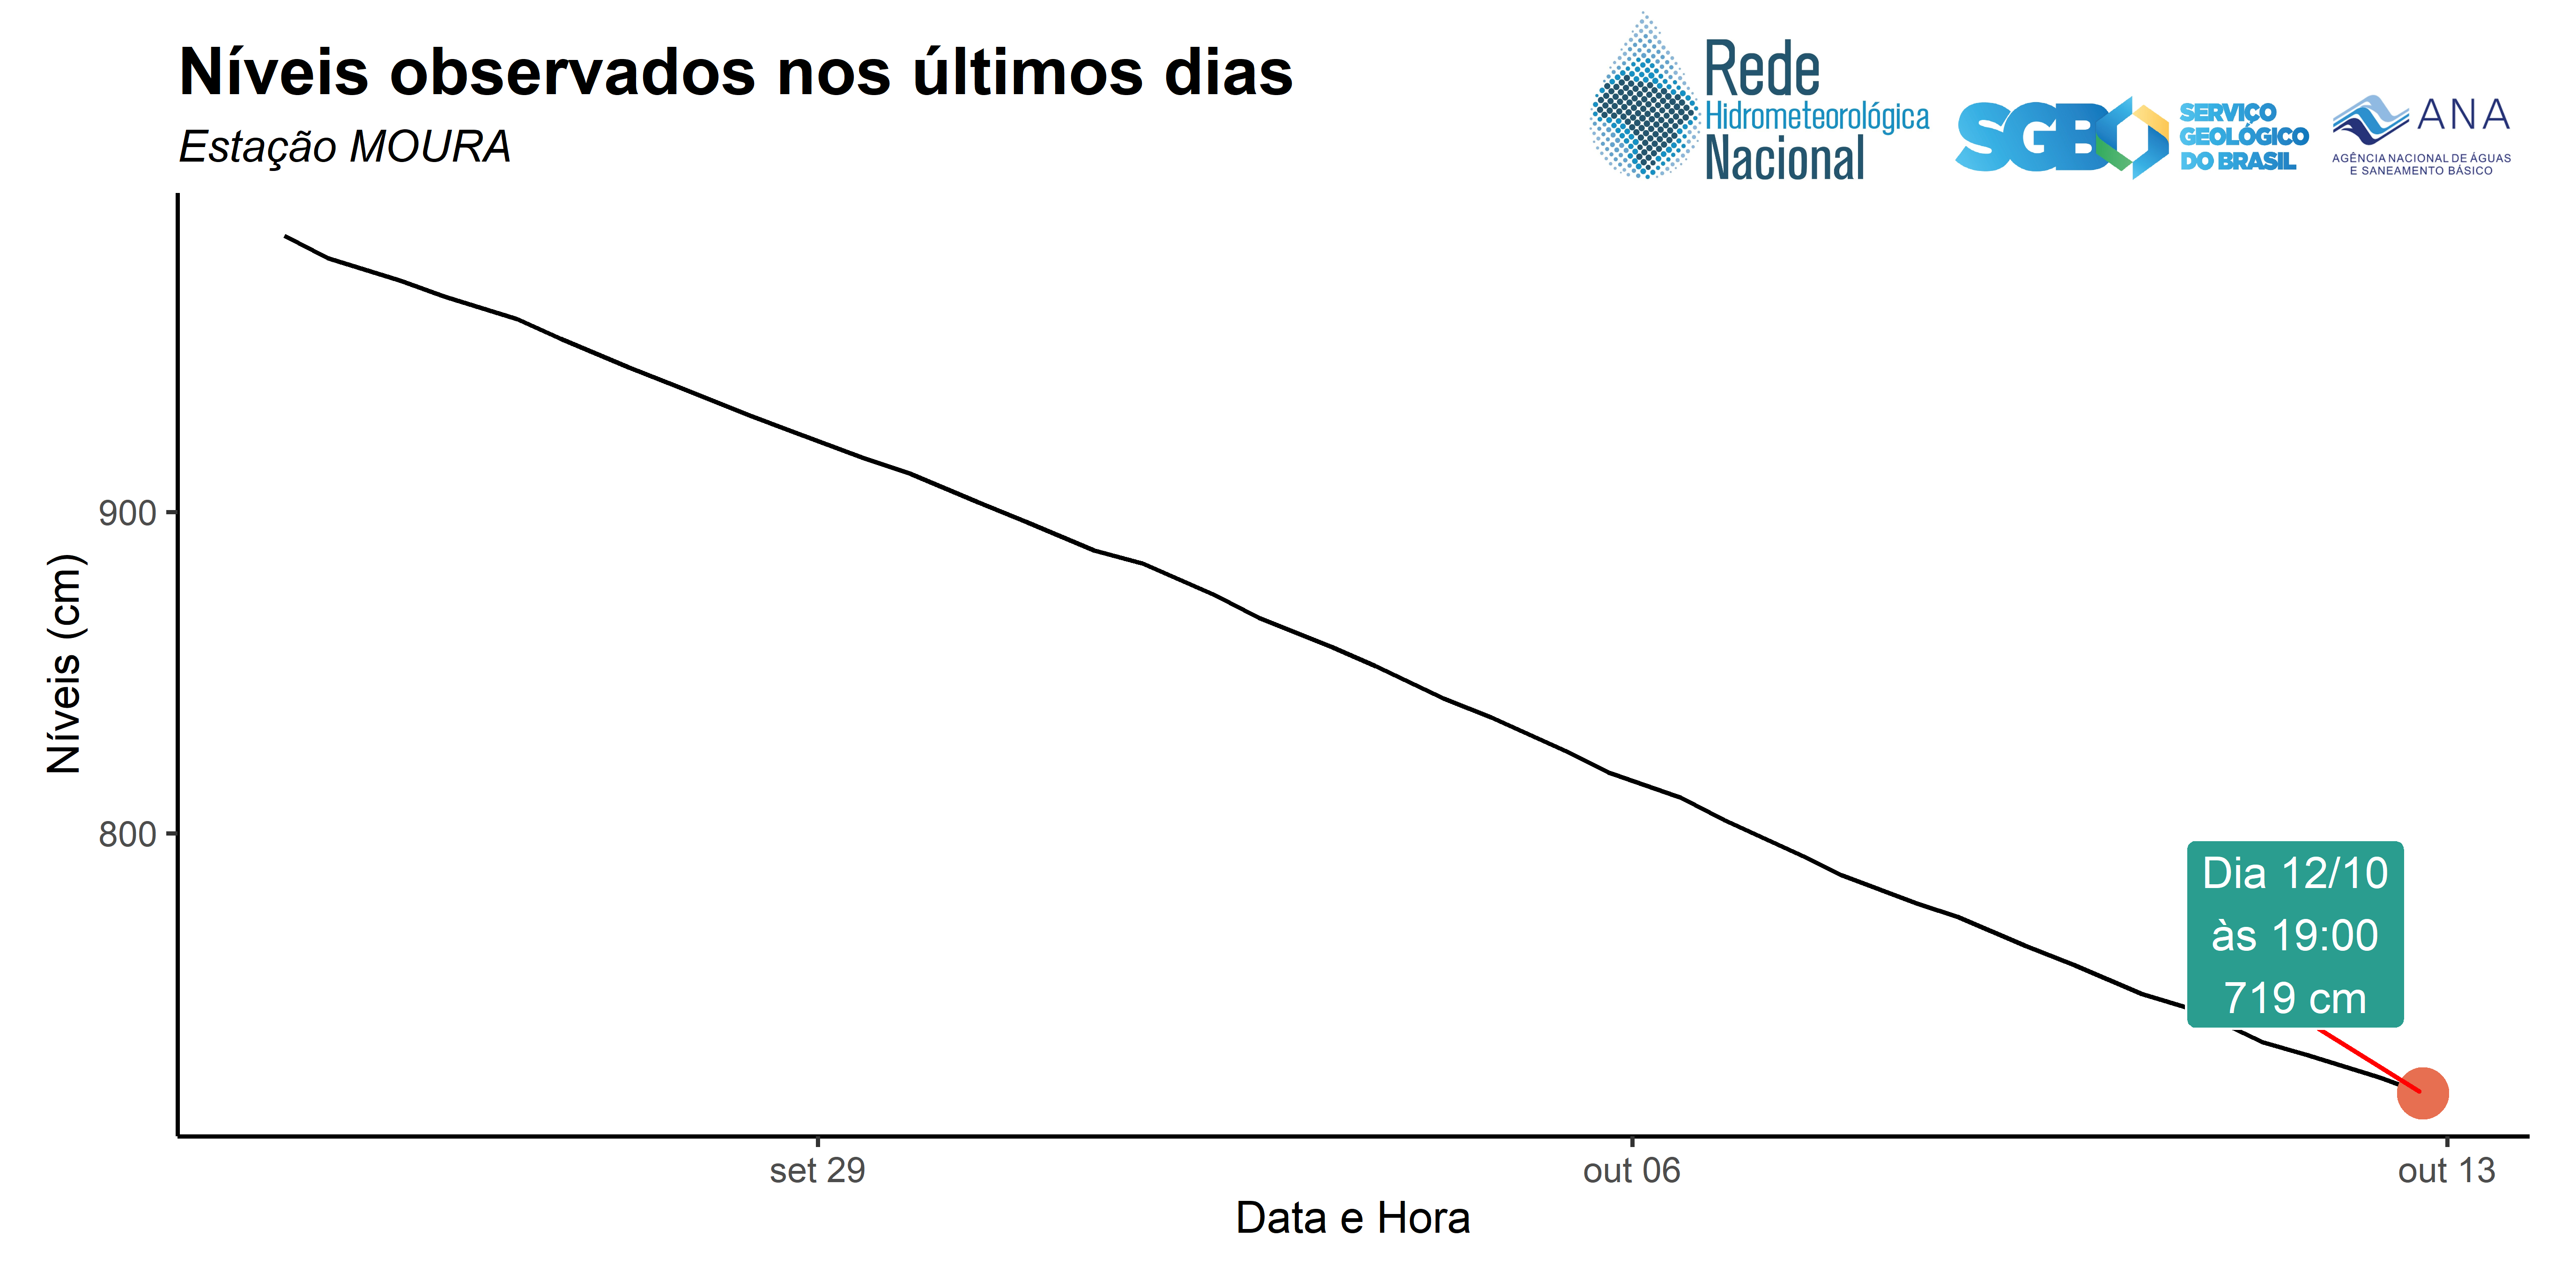 Níveis observados nos últimos dias
Estação MOURA
Rede
Hidrometeorológica
Nacional
SGB
SERVIÇO
GEOLÓGICO
DO BRASIL
ANA
AGÊNCIA NACIONAL DE ÁGUAS
E SANEAMENTO BÁSICO
Níveis (cm)
900
800
Dia 12/10
às 19:00
719 cm
set 29
out 06
out 13
Data e Hora